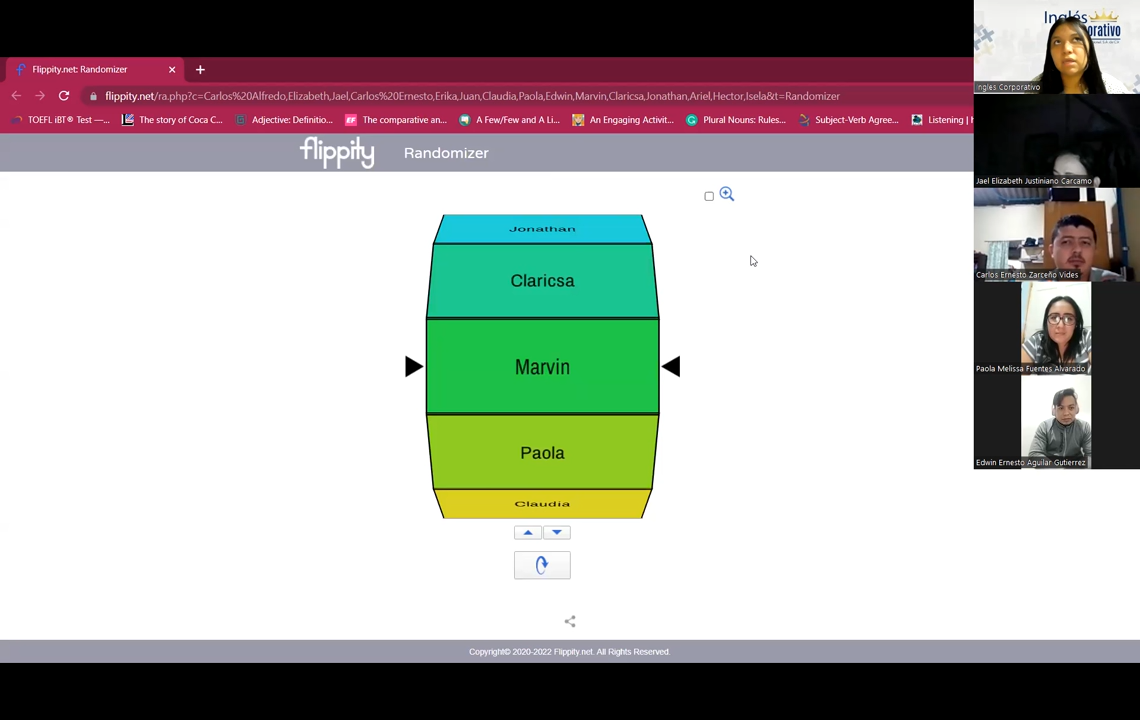 Flippity.net: Randomizer
flippity.net/ra.php?c=Carlos%20Alfredo,Elizabeth,Jael,Carlos%20Ernesto,Erika,Juan,Claudia,Paola,Edwin,Marvin,Claricsa,Jonathan,Ariel,Hector,Isela&t=Randomizer
TOEFL iBT® Test —...
The story of Coca C...
Adjective: Definitio...
EF
The comparative an...
A Few/Few and A Li...
An Engaging Activit...
Plural Nouns: Rules...
Subject-Verb Agree...
Listening |
flippity
Randomizer
Jonathan
Claricsa
Marvin
Paola
Claudia
Copyright© 2020-2022 Flippity.net. All Rights Reserved.
Inglés
Ingles Corporativo
Jael Elizabeth Justiniano Carcamo
Carlos Ernesto Zarceño Vides
Paola Melissa Fuentes Alvarado
Edwin Ernesto Aguilar Gutierrez